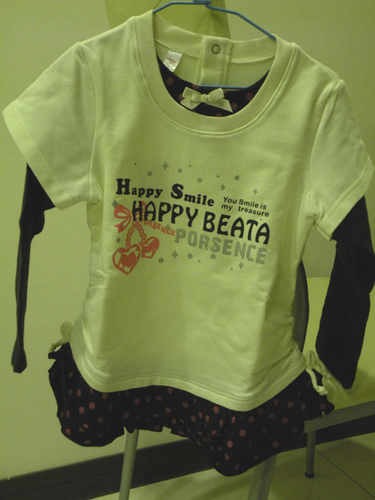 Happy Smile
You Smile is
my treasure
HAPPY BEATA
PORSENCE